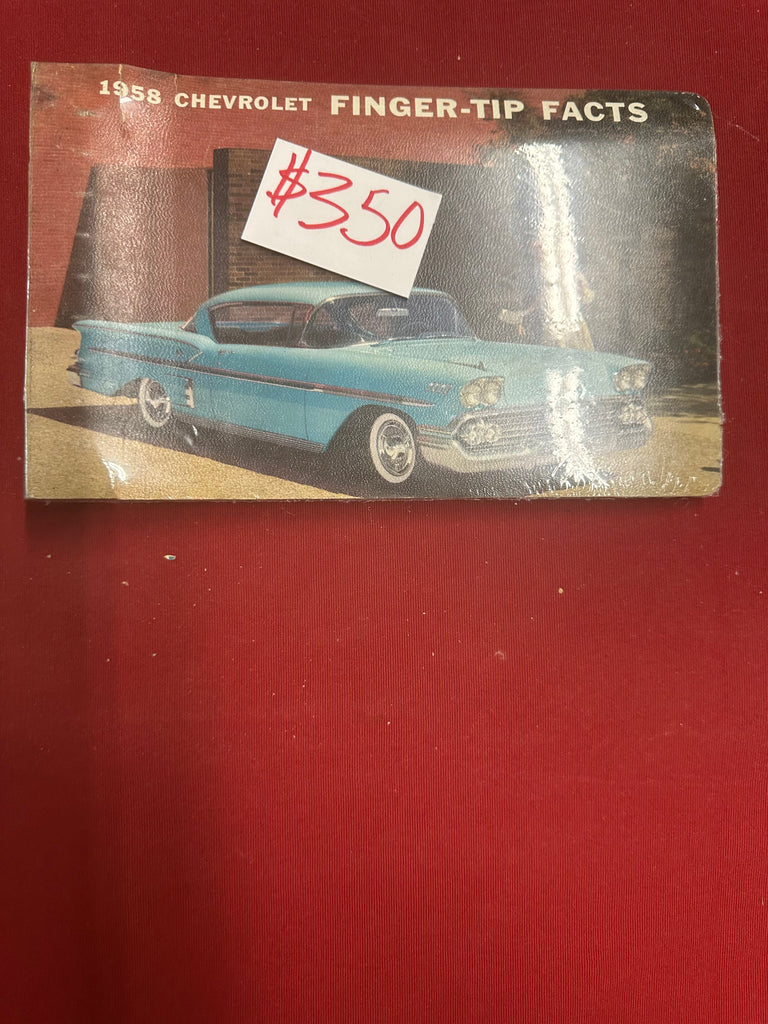 1958 CHEVROLET FINGER-TIP FACTS
$350